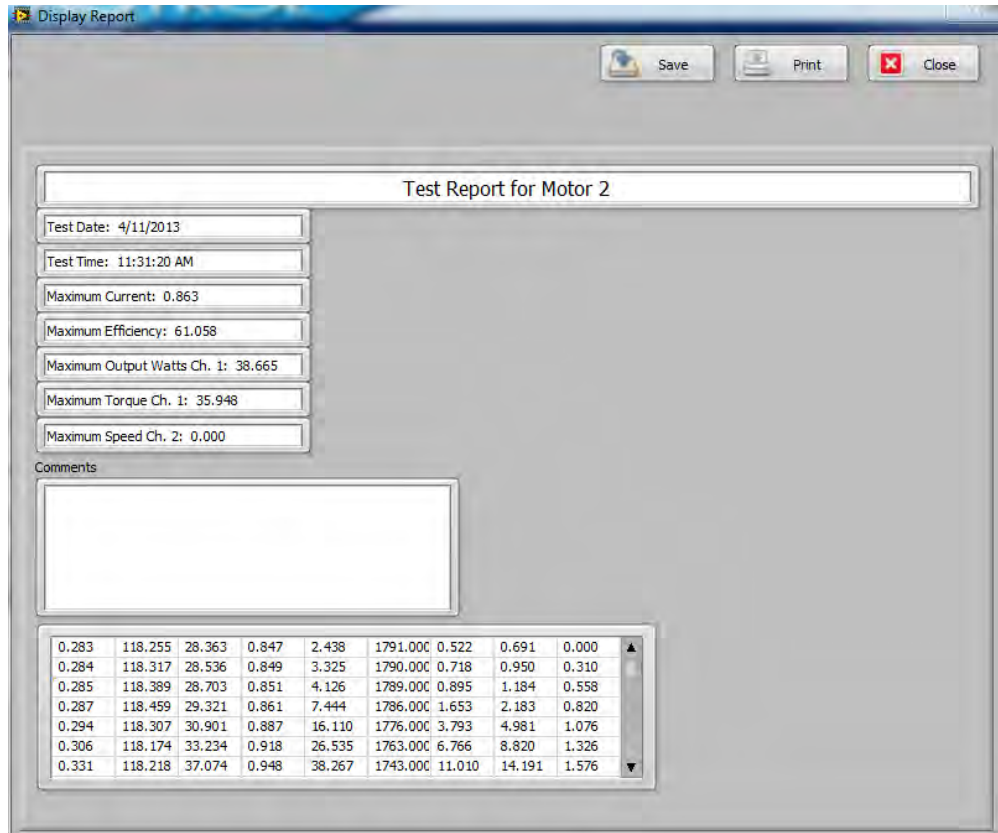 Display Report
Save Print Close
Test Report for Motor 2
Test Date: 4/11/2013
Test Time: 11:31:20 AM
Maximum Current: 0.863
Maximum Efficiency: 61.058
Maximum Output Watts Ch. 1: 38.665
Maximum Torque Ch. 1: 35.948
Maximum Speed Ch. 2: 0.000
Comments
0.283 118.255 28.363 0.847 2.438 1791.000 0.522 0.691 0.000
0.284 118.317 28.536 0.849 3.325 1790.000 0.718 0.950 0.310
0.285 118.389 28.703 0.851 4.126 1789.000 0.895 1.184 0.558
0.287 118.459 29.321 0.861 7.444 1786.000 1.653 2.183 0.820
0.294 118.307 30.901 0.887 16.110 1776.000 3.793 4.981 1.076
0.306 118.174 33.234 0.918 26.535 1763.000 6.766 8.820 1.326
0.331 118.218 37.074 0.948 38.267 1743.000 11.010 14.191 1.576